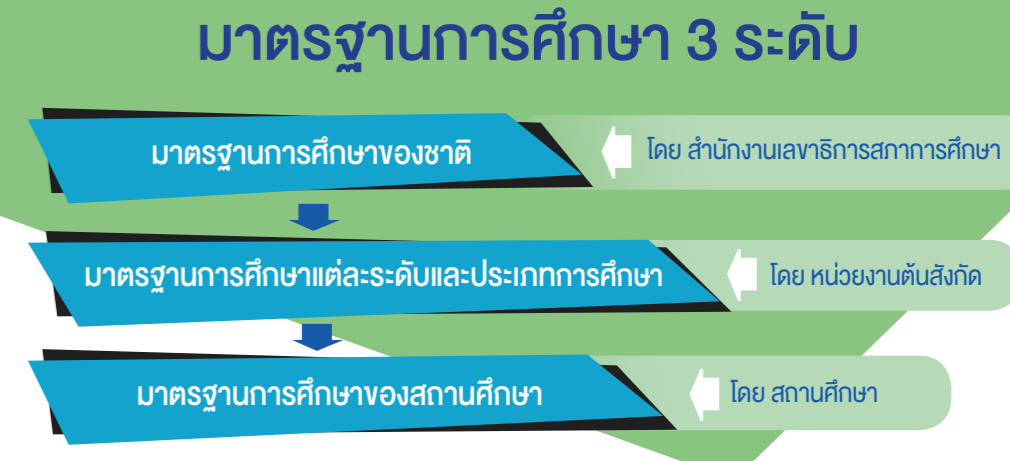 มาตรฐานการศึกษา 3 ระดับ
มาตรฐานการศึกษาของชาติ
โดย สำนักงานเลขาธิการสภาการศึกษา
มาตรฐานการศึกษาแต่ละระดับและประเภทการศึกษา
โดย หน่วยงานต้นสังกัด
มาตรฐานการศึกษาของสถานศึกษา
โดย สถานศึกษา